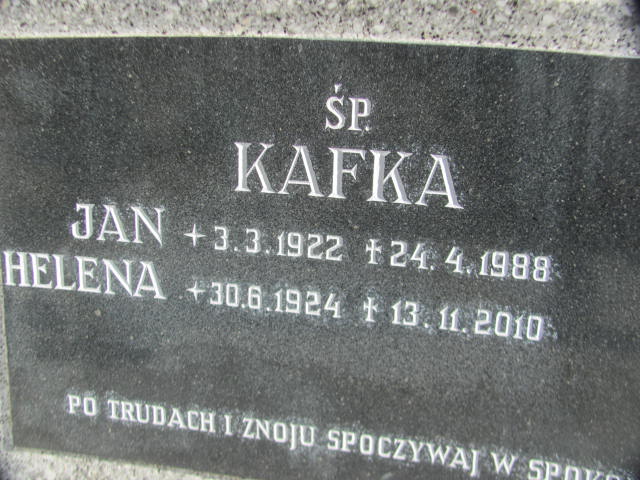 ŚP.
KAFKA
JAN +3.3.1922 ✝24.4.1988
HELENA +30.6.1924 ✝13.11.2010
PO TRUDACH I ZNOJU SPOCZYWAJ W